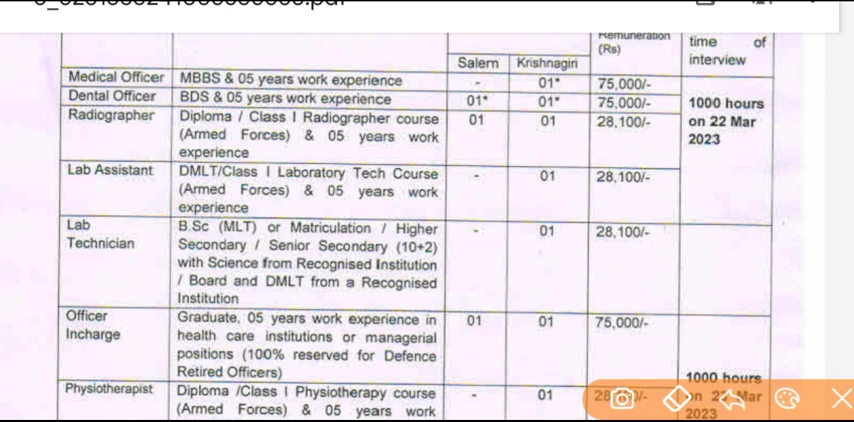 Remuneration
(Rs)
time of
interview
Salem Krishnagiri
Medical Officer MBBS & 05 years work experience - 01* 75,000/-
Dental Officer BDS & 05 years work experience 01* 01* 75,000/- 1000 hours
Radiographer Diploma / Class I Radiographer course 01 01 28,100/- on 22 Mar
(Armed Forces) & 05 years work 2023
experience
Lab Assistant DMLT/Class I Laboratory Tech Course - 01 28,100/-
(Armed Forces) & 05 years work
experience
Lab B.Sc (MLT) or Matriculation / Higher - 01 28,100/-
Technician Secondary / Senior Secondary (10+2)
with Science from Recognised Institution
/ Board and DMLT from a Recognised
Institution
Officer Graduate, 05 years work experience in 01 01 75,000/-
Incharge health care institutions or managerial
positions (100% reserved for Defence
Retired Officers)
1000 hours
Physiotherapist Diploma /Class I Physiotherapy course - 01 on Mar
(Armed Forces) & 05 years work 2023